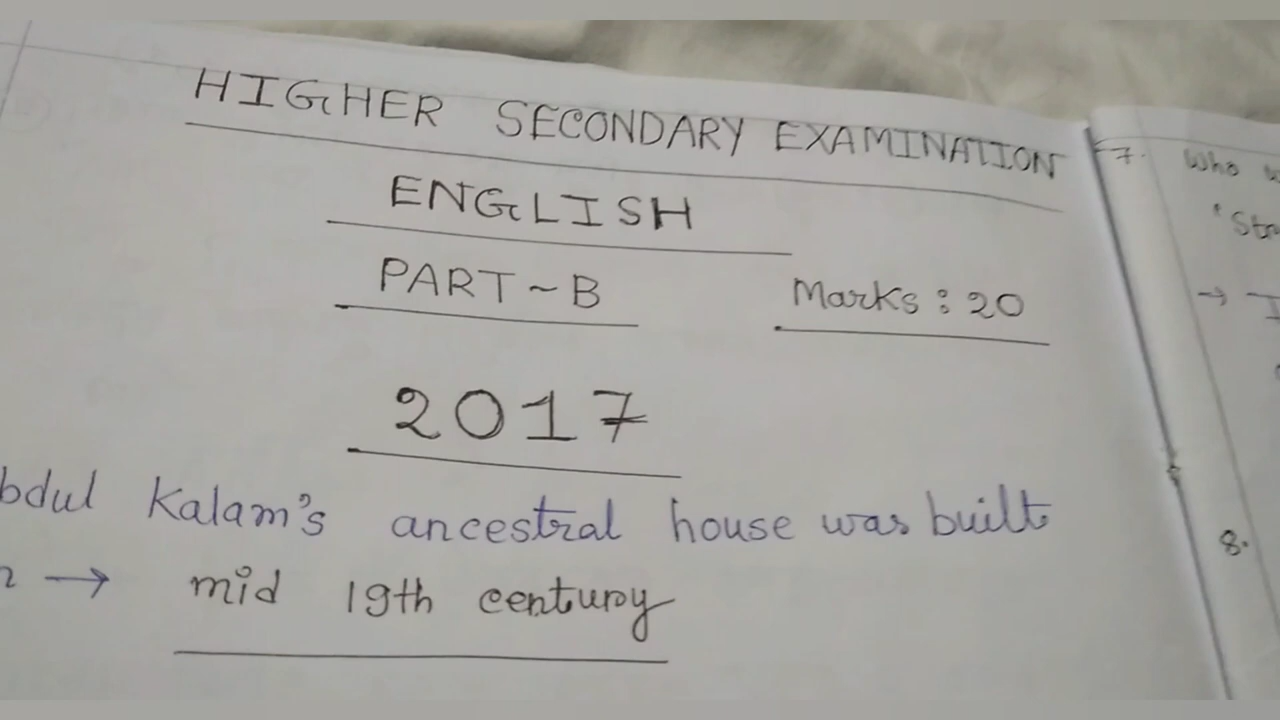 HIGHER SECONDARY EXAMINATION
ENGLISH
PART ~ B
Marks : 20
2017
bdul Kalam's ancestral house was built
n → mid 19th century
7. Who
'Str
→
8.